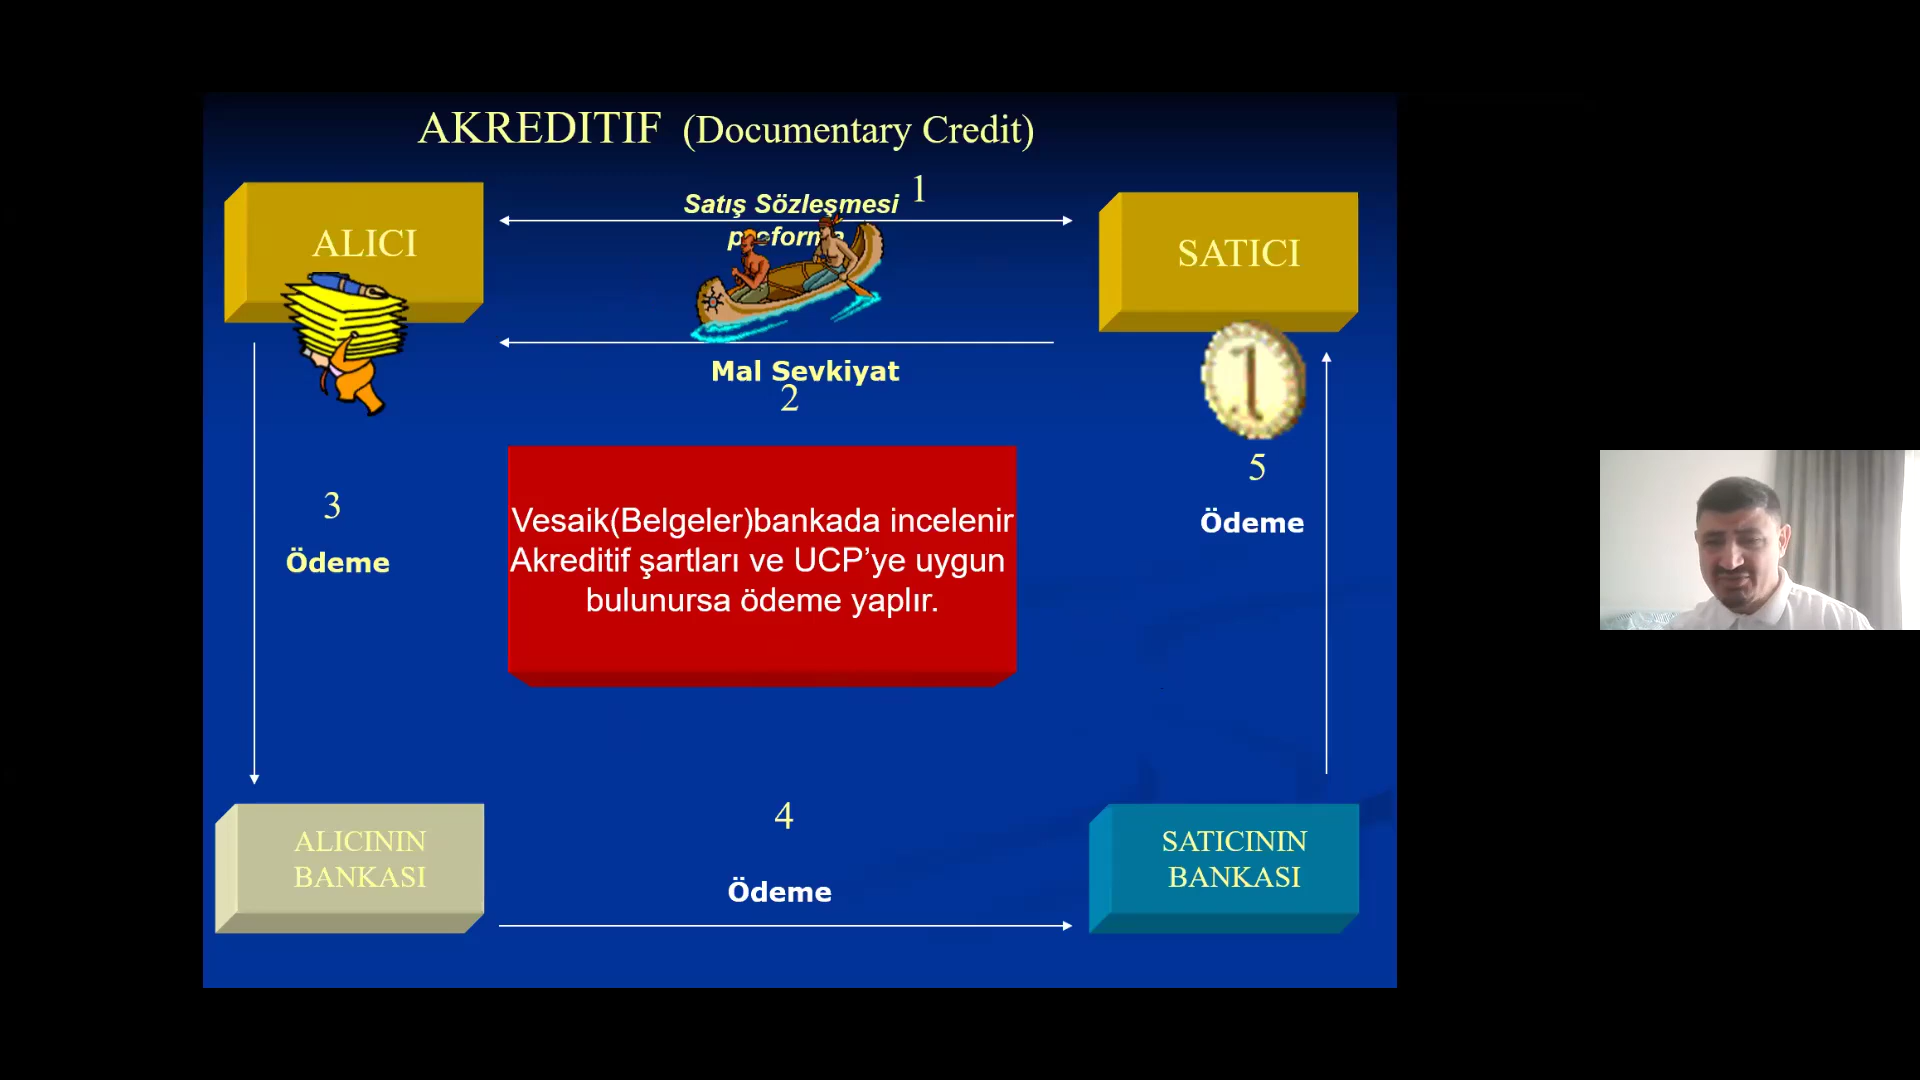 AKREDITIF (Documentary Credit)
1
Satış Sözleşmesi
ALICI
SATICI
Mal Sevkiyat
2
1
3
Ödeme
Vesaik(Belgeler)bankada incelenir
Akreditif şartları ve UCP’ye uygun
bulunursa ödeme yaplır.
5
Ödeme
4
Ödeme
ALICININ
BANKASI
SATICININ
BANKASI